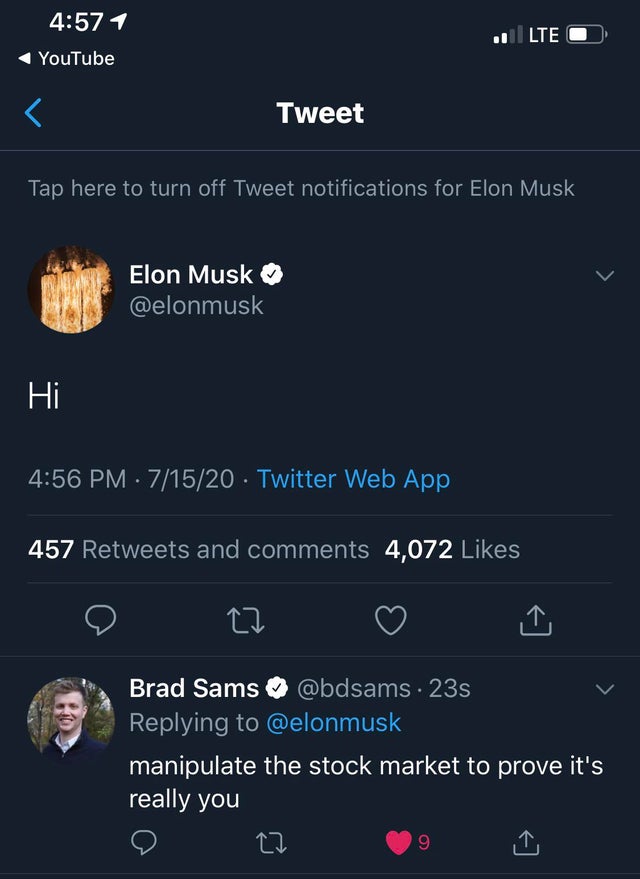 4:57
LTE
◀ YouTube
Tweet
Tap here to turn off Tweet notifications for Elon Musk
Elon Musk
@elonmusk
Hi
4:56 PM · 7/15/20 · Twitter Web App
457 Retweets and comments 4,072 Likes
Brad Sams @bdsams · 23s
Replying to @elonmusk
manipulate the stock market to prove it's
really you
9